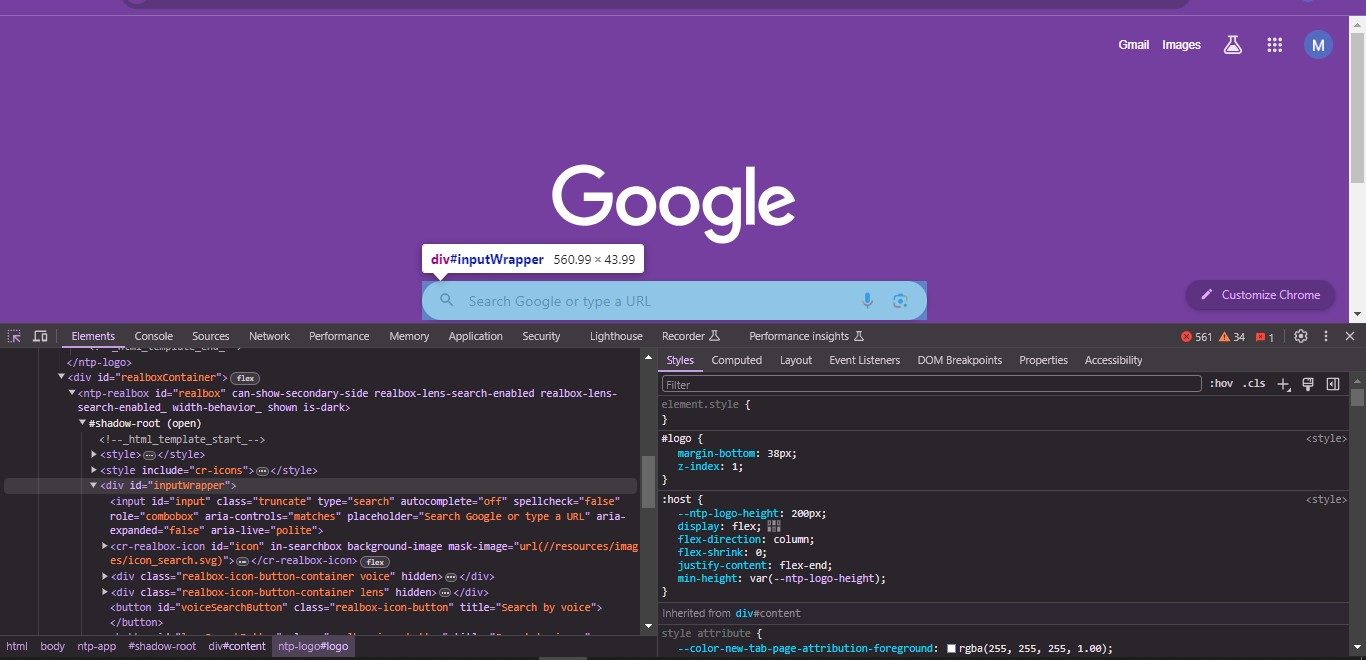 Gmail Images M
Google
div#inputWrapper 560.99 × 43.99
Search Google or type a URL
Customize Chrome
Elements Console Sources Network Performance Memory Application Security Lighthouse Recorder Performance insights 561 34 1
</ntp-logo>
<div id="realboxContainer"> flex
<ntp-realbox id="realbox" can-show-secondary-side realbox-lens-search-enabled realbox-lens-
search-enabled_ width-behavior_ shown is-dark>
#shadow-root (open)
<!--_html_template_start_-->
<style>…</style>
<style include="cr-icons">…</style>
<div id="inputWrapper">
<input id="input" class="truncate" type="search" autocomplete="off" spellcheck="false"
role="combobox" aria-controls="matches" placeholder="Search Google or type a URL" aria-
expanded="false" aria-live="polite">
<cr-realbox-icon id="icon" in-searchbox background-image mask-image="url(//resources/imag
es/icon_search.svg)">…</cr-realbox-icon> flex
<div class="realbox-icon-button-container voice" hidden>…</div>
<div class="realbox-icon-button-container lens" hidden>…</div>
<button id="voiceSearchButton" class="realbox-icon-button" title="Search by voice">
</button>
html body ntp-app #shadow-root div#content ntp-logo#logo
Styles Computed Layout Event Listeners DOM Breakpoints Properties Accessibility
Filter :hov .cls
element.style {
}
#logo { <style>
margin-bottom: 38px;
z-index: 1;
}
:host { <style>
--ntp-logo-height: 200px;
display: flex;
flex-direction: column;
flex-shrink: 0;
justify-content: flex-end;
min-height: var(--ntp-logo-height);
}
Inherited from div#content
style attribute {
--color-new-tab-page-attribution-foreground: rgba(255, 255, 255, 1.00);